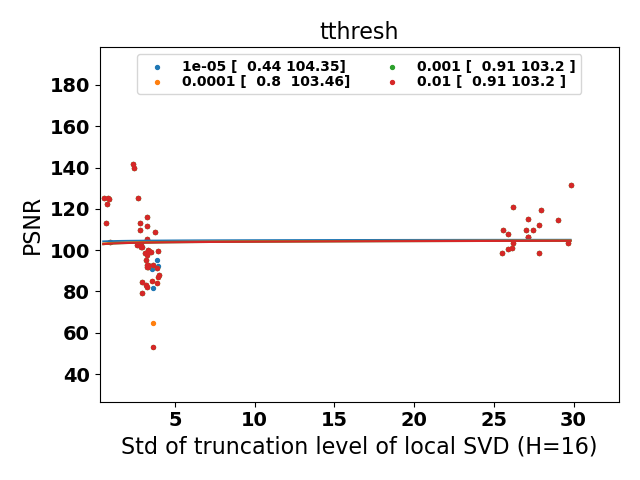 tthresh
1e-05 [  0.44 104.35]
0.0001 [  0.8  103.46]
0.001 [  0.91 103.2 ]
0.01 [  0.91 103.2 ]
PSNR
180
160
140
120
100
80
60
40
5 10 15 20 25 30
Std of truncation level of local SVD (H=16)